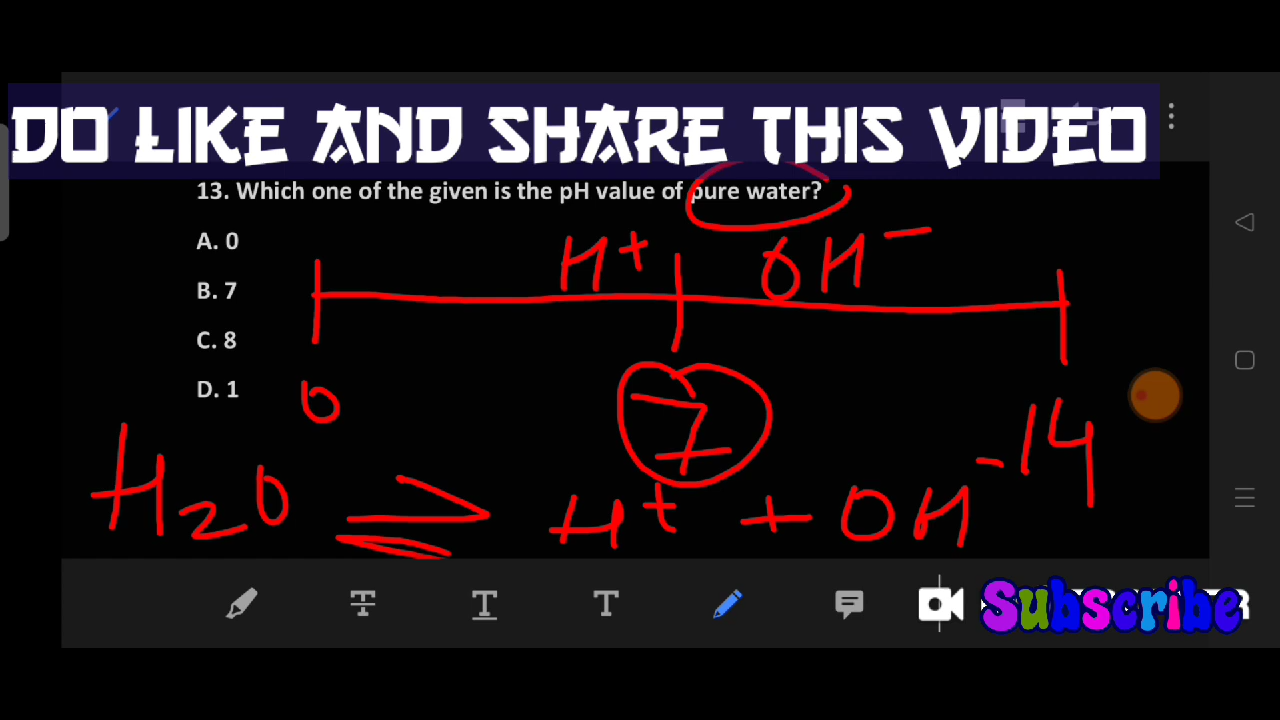 DO LIKE AND SHARE THIS VIDEO
13. Which one of the given is the pH value of pure water?
A. 0
B. 7
C. 8
D. 1
H+ OH-
0 7 14
H2O ⇌ H+ + OH-
T T T
Subscribe
R